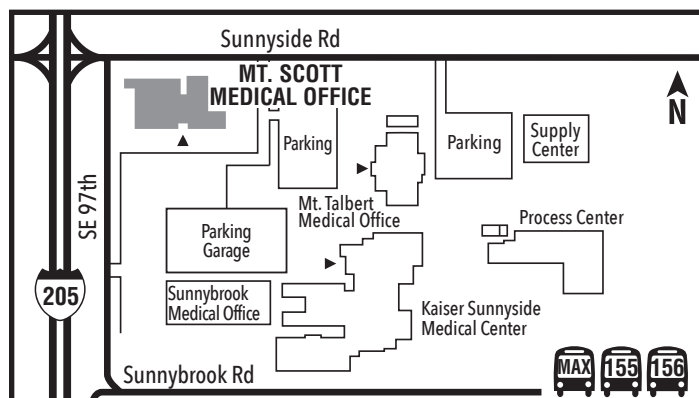 Sunnyside Rd
MT. SCOTT
MEDICAL OFFICE
N
Parking
Parking
Supply
Center
Mt. Talbert
Medical Office
SE 97th
Parking
Garage
Process Center
205
Sunnybrook
Medical Office
Kaiser Sunnyside
Medical Center
Sunnybrook Rd
MAX
155
156